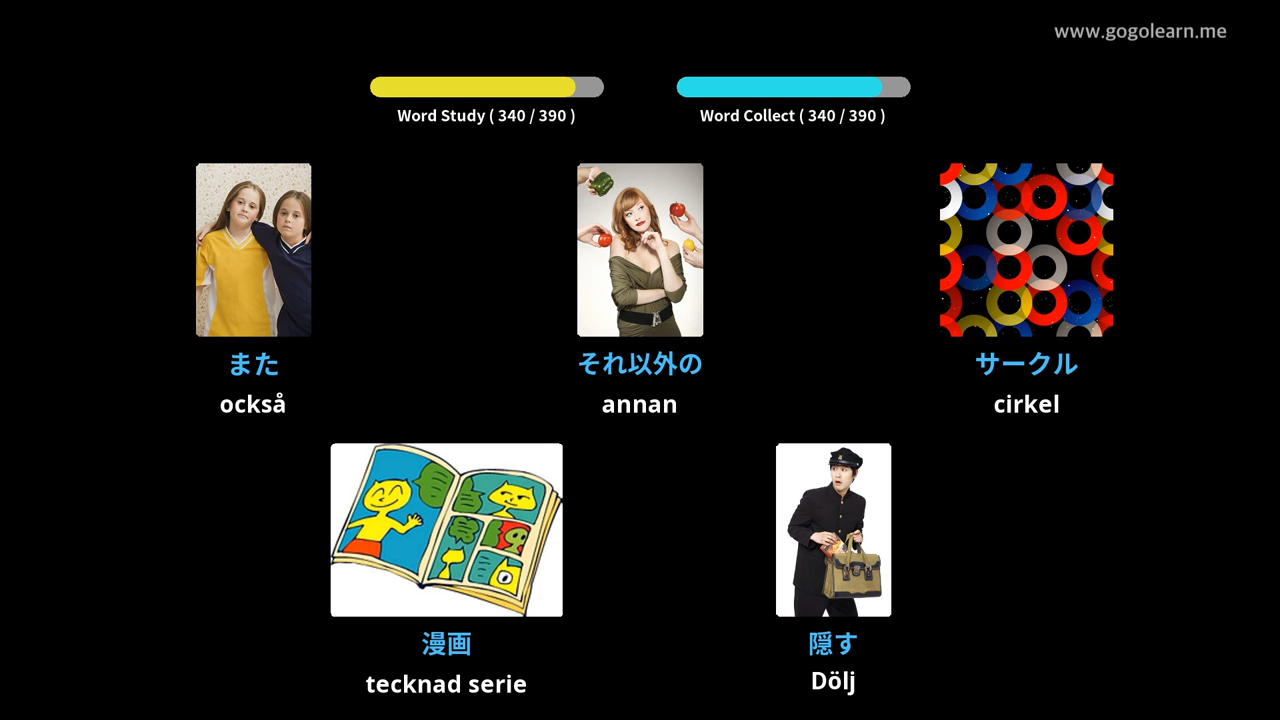 www.gogolearn.me
Word Study ( 340 / 390 )
Word Collect ( 340 / 390 )
また
också
それ以外の
annan
サークル
cirkel
漫画
tecknad serie
隠す
Dölj